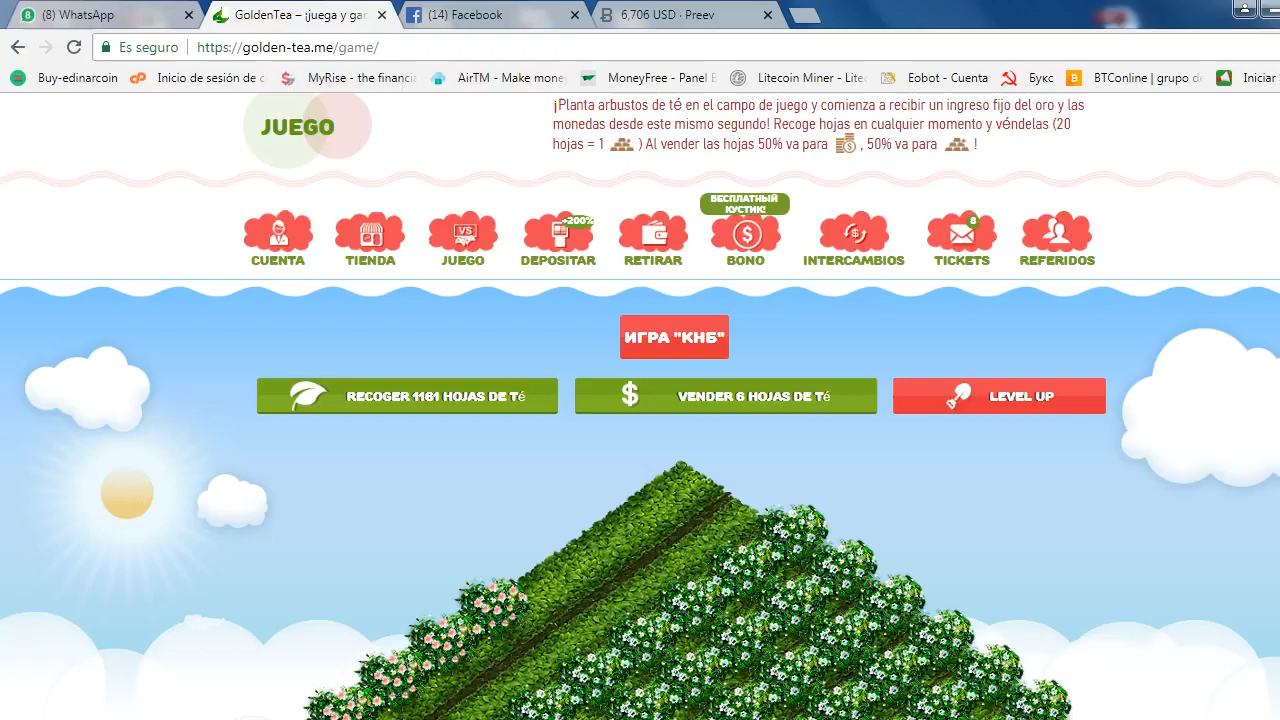 (8) WhatsApp
GoldenTea – ¡juega y gar
(14) Facebook
6,706 USD · Preev
Es seguro
https://golden-tea.me/game/
Buy-edinarcoin
Inicio de sesión de c
MyRise - the financia
AirTM - Make mone
MoneyFree - Panel E
Litecoin Miner - Lite
Eobot - Cuenta
Букс
BTConline | grupo de
Iniciar
JUEGO
¡Planta arbustos de té en el campo de juego y comienza a recibir un ingreso fijo del oro y las
monedas desde este mismo segundo! Recoge hojas en cualquier momento y véndelas (20
hojas = 1 ) Al vender las hojas 50% va para , 50% va para !
БЕСПЛАТНЫЙ
КУСТИК!
VS
+200%
8
CUENTA
TIENDA
JUEGO
DEPOSITAR
RETIRAR
BONO
INTERCAMBIOS
TICKETS
REFERIDOS
ИГРА "КНБ"
RECOGER 1161 HOJAS DE Té
VENDER 6 HOJAS DE Té
LEVEL UP